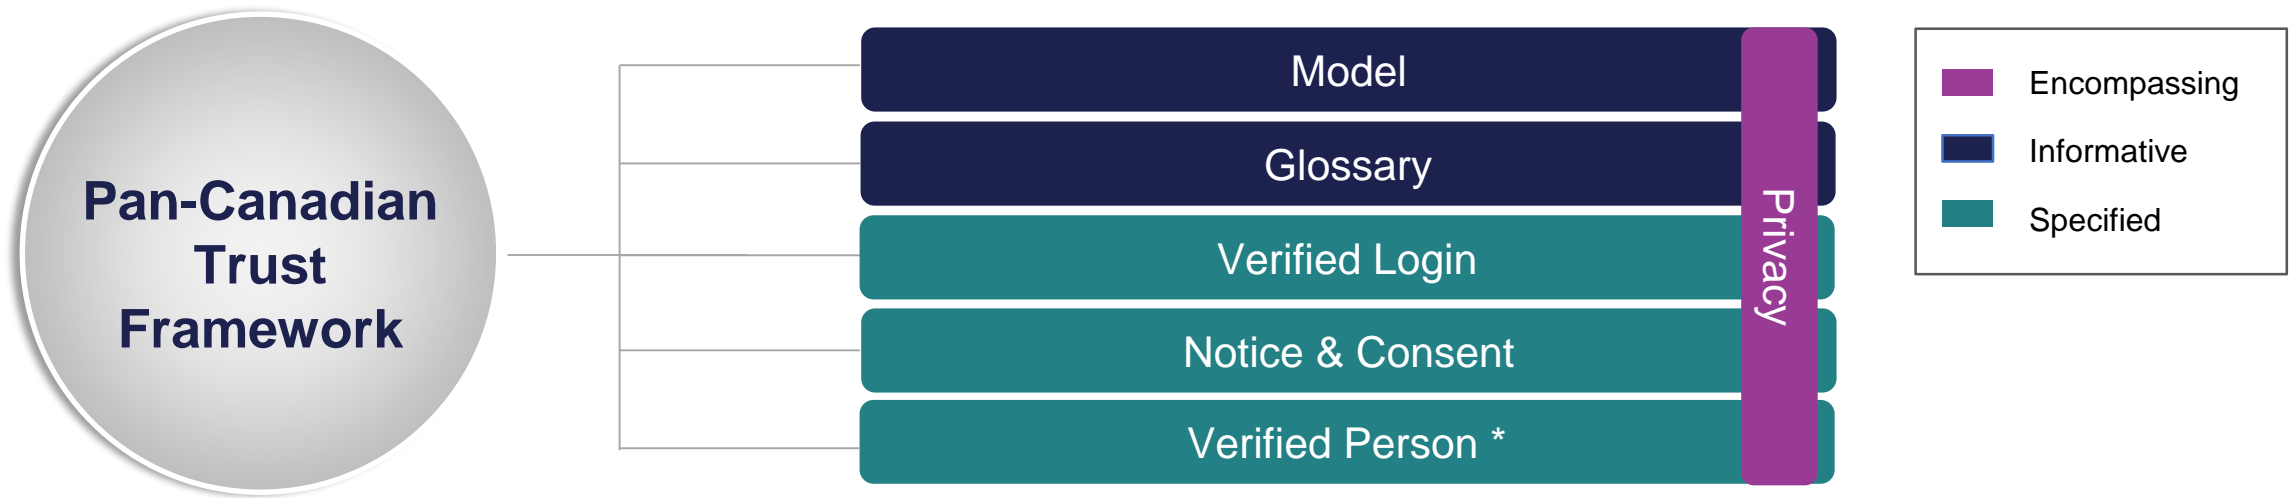 Pan-Canadian
Trust
Framework
Model
Glossary
Verified Login
Notice & Consent
Verified Person *
Privacy
Encompassing
Informative
Specified